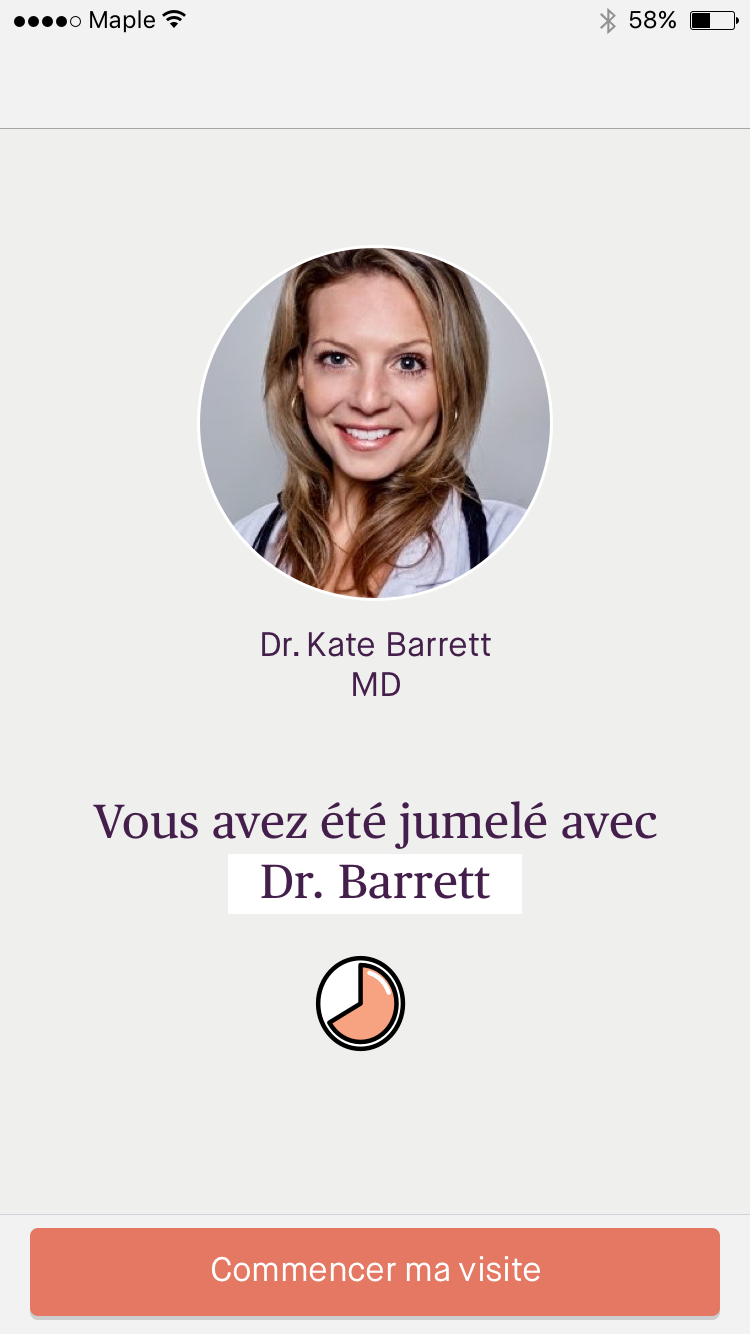 Maple 58%
Dr. Kate Barrett
MD
Vous avez été jumelé avec
Dr. Barrett
Commencer ma visite